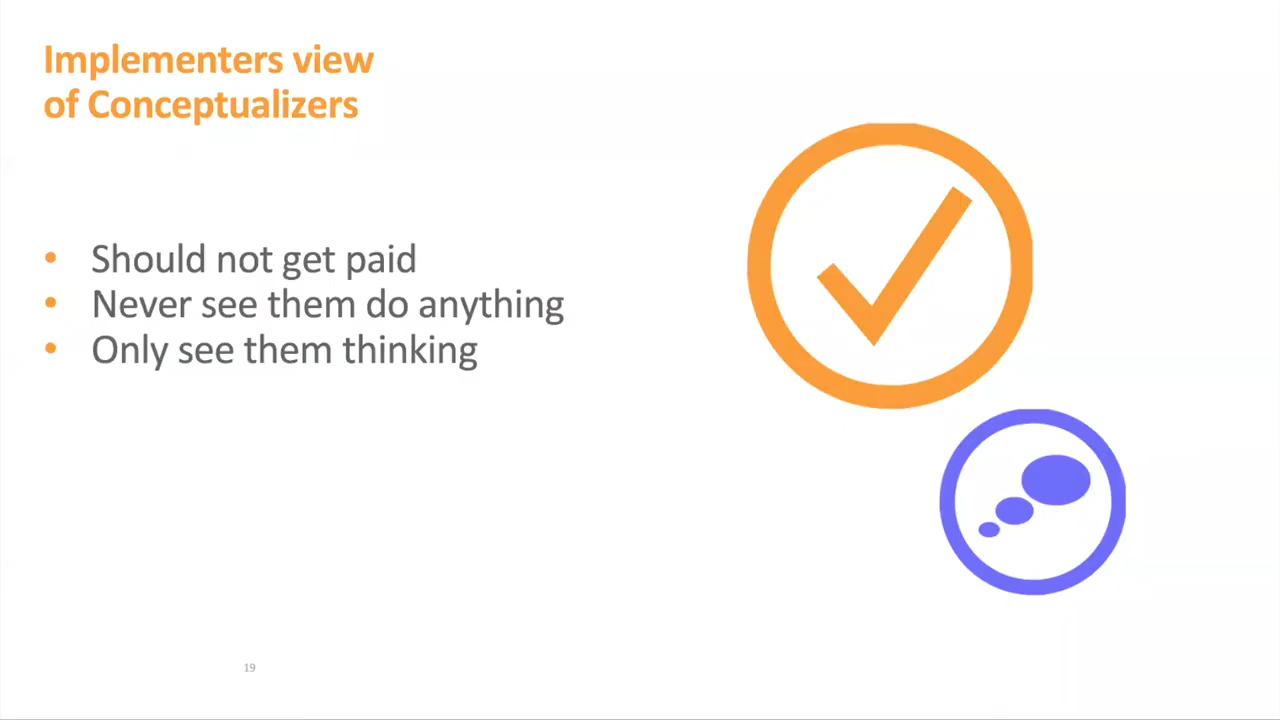 Implementers view
of Conceptualizers
• Should not get paid
• Never see them do anything
• Only see them thinking
19